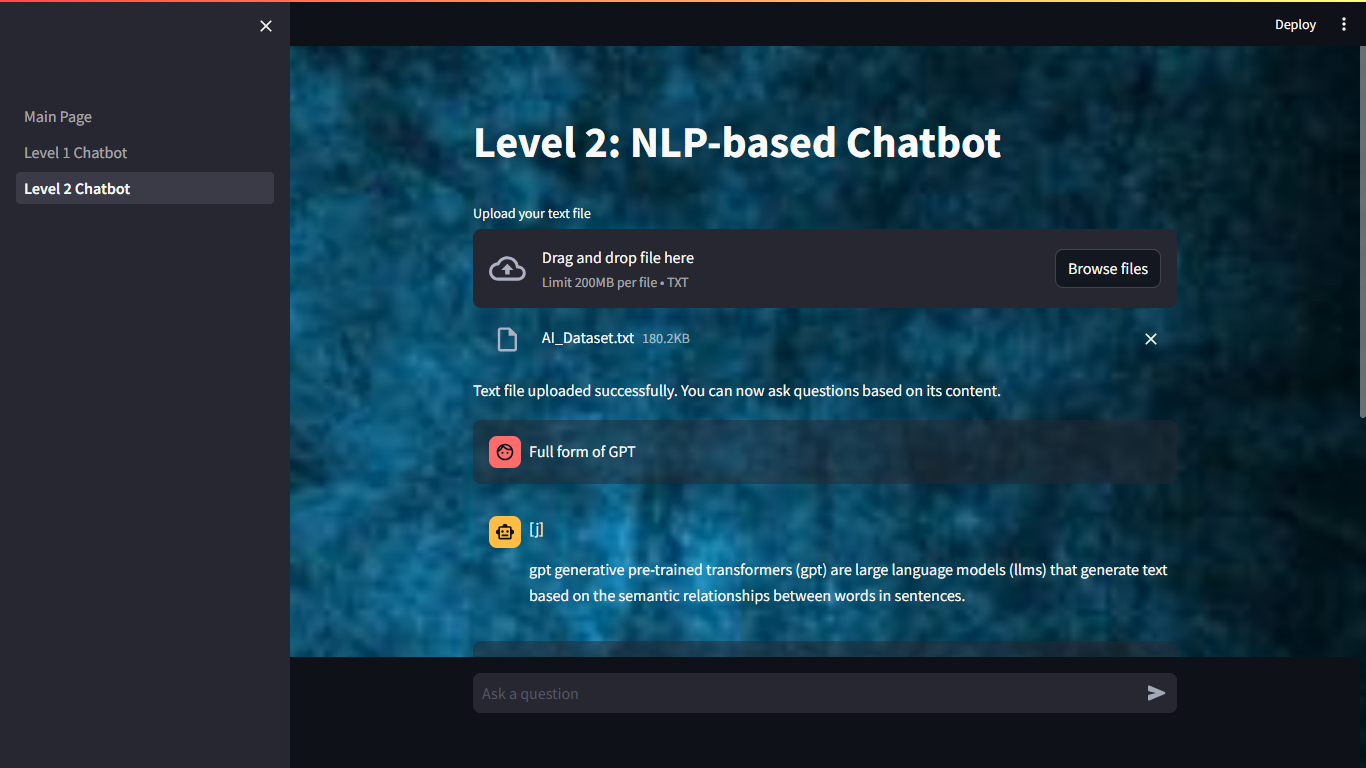 Deploy
Main Page
Level 1 Chatbot
Level 2 Chatbot
Level 2: NLP-based Chatbot
Upload your text file
Drag and drop file here
Limit 200MB per file • TXT
Browse files
AI_Dataset.txt 180.2KB
Text file uploaded successfully. You can now ask questions based on its content.
Full form of GPT
[j]
gpt generative pre-trained transformers (gpt) are large language models (llms) that generate text
based on the semantic relationships between words in sentences.
Ask a question